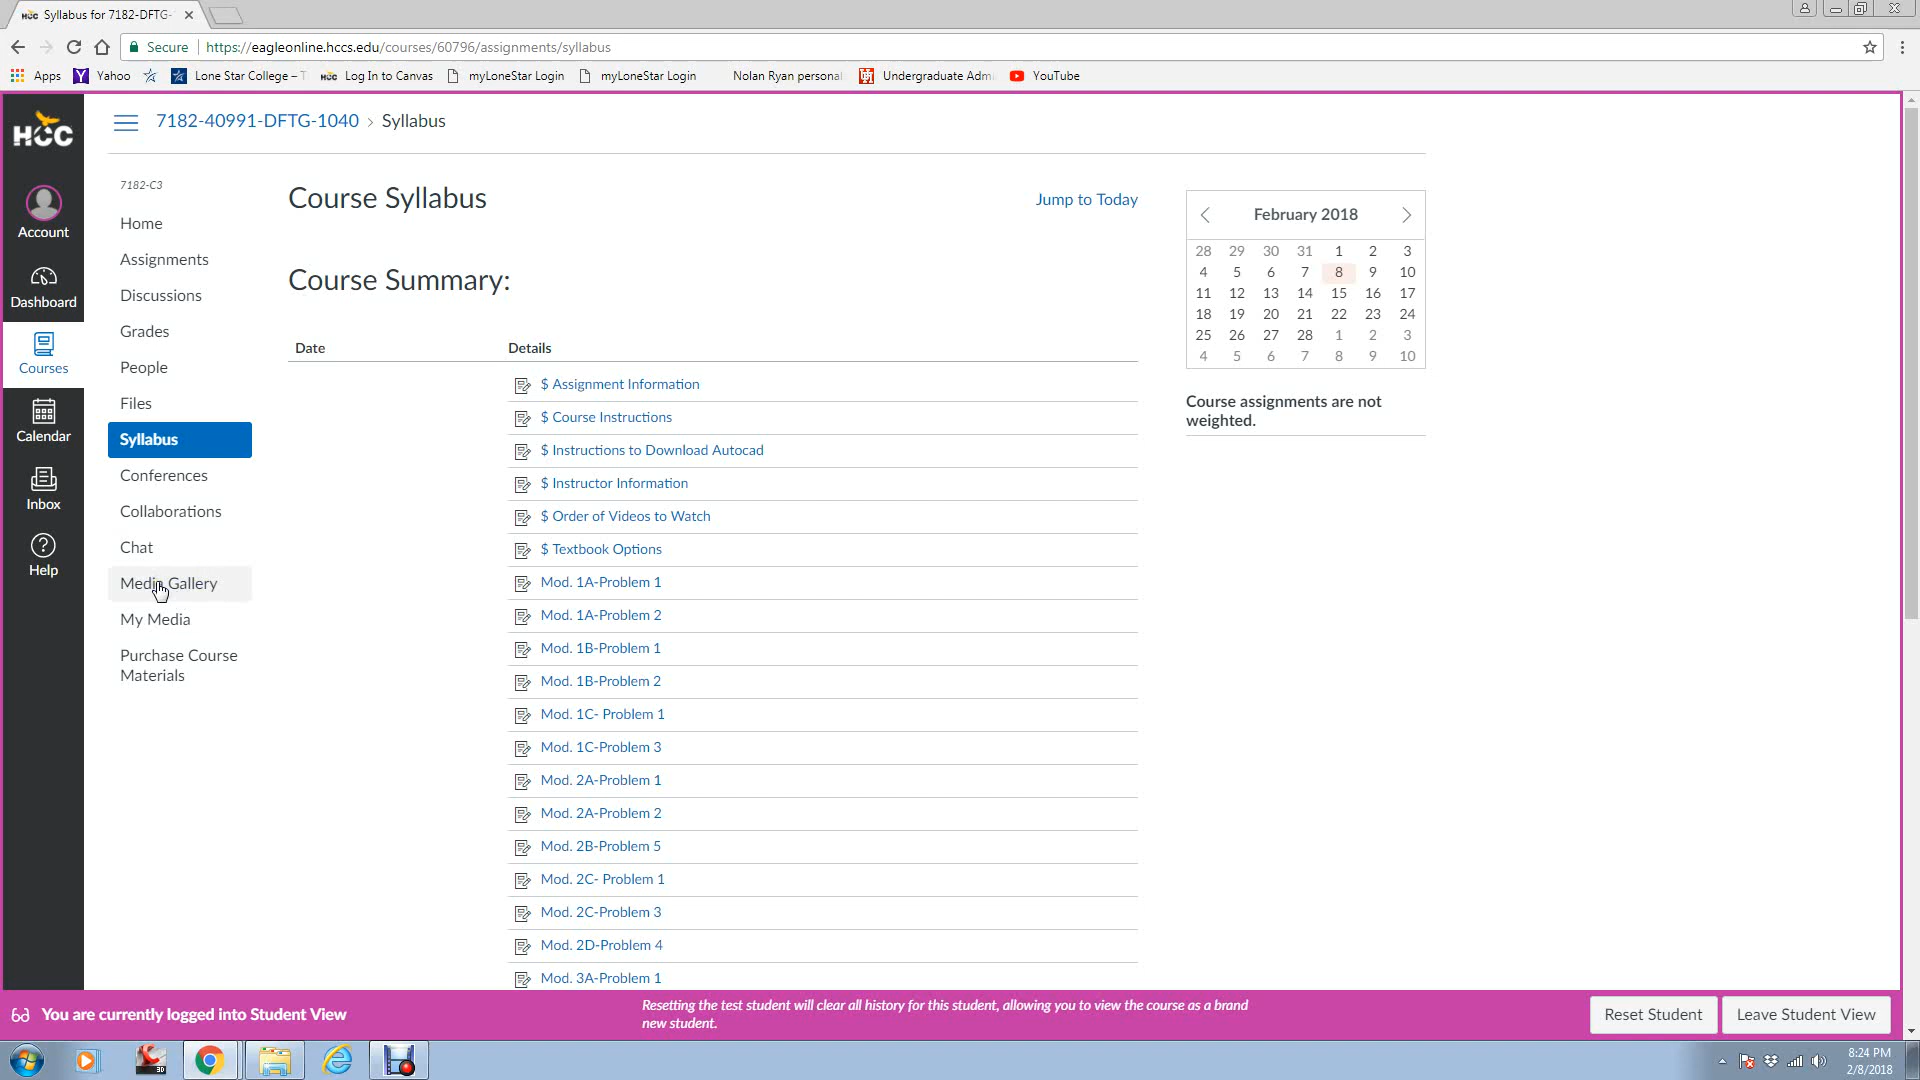 Syllabus for 7182-DFTG-
Secure
https://eagleonline.hccs.edu/courses/60796/assignments/syllabus
Apps
Yahoo
Lone Star College – T
Log In to Canvas
myLoneStar Login
myLoneStar Login
Nolan Ryan personal
Undergraduate Adm
YouTube
HCC
7182-40991-DFTG-1040 › Syllabus
Account
Dashboard
Courses
Calendar
Inbox
Help
7182-C3
Home
Assignments
Discussions
Grades
People
Files
Syllabus
Conferences
Collaborations
Chat
Media Gallery
My Media
Purchase Course
Materials
Course Syllabus
Jump to Today
Course Summary:
Date Details
$ Assignment Information
$ Course Instructions
$ Instructions to Download Autocad
$ Instructor Information
$ Order of Videos to Watch
$ Textbook Options
Mod. 1A-Problem 1
Mod. 1A-Problem 2
Mod. 1B-Problem 1
Mod. 1B-Problem 2
Mod. 1C- Problem 1
Mod. 1C-Problem 3
Mod. 2A-Problem 1
Mod. 2A-Problem 2
Mod. 2B-Problem 5
Mod. 2C- Problem 1
Mod. 2C-Problem 3
Mod. 2D-Problem 4
Mod. 3A-Problem 1
February 2018
28 29 30 31 1 2 3
4 5 6 7 8 9 10
11 12 13 14 15 16 17
18 19 20 21 22 23 24
25 26 27 28 1 2 3
4 5 6 7 8 9 10
Course assignments are not
weighted.
You are currently logged into Student View
Resetting the test student will clear all history for this student, allowing you to view the course as a brand
new student.
Reset Student
Leave Student View
8:24 PM
2/8/2018